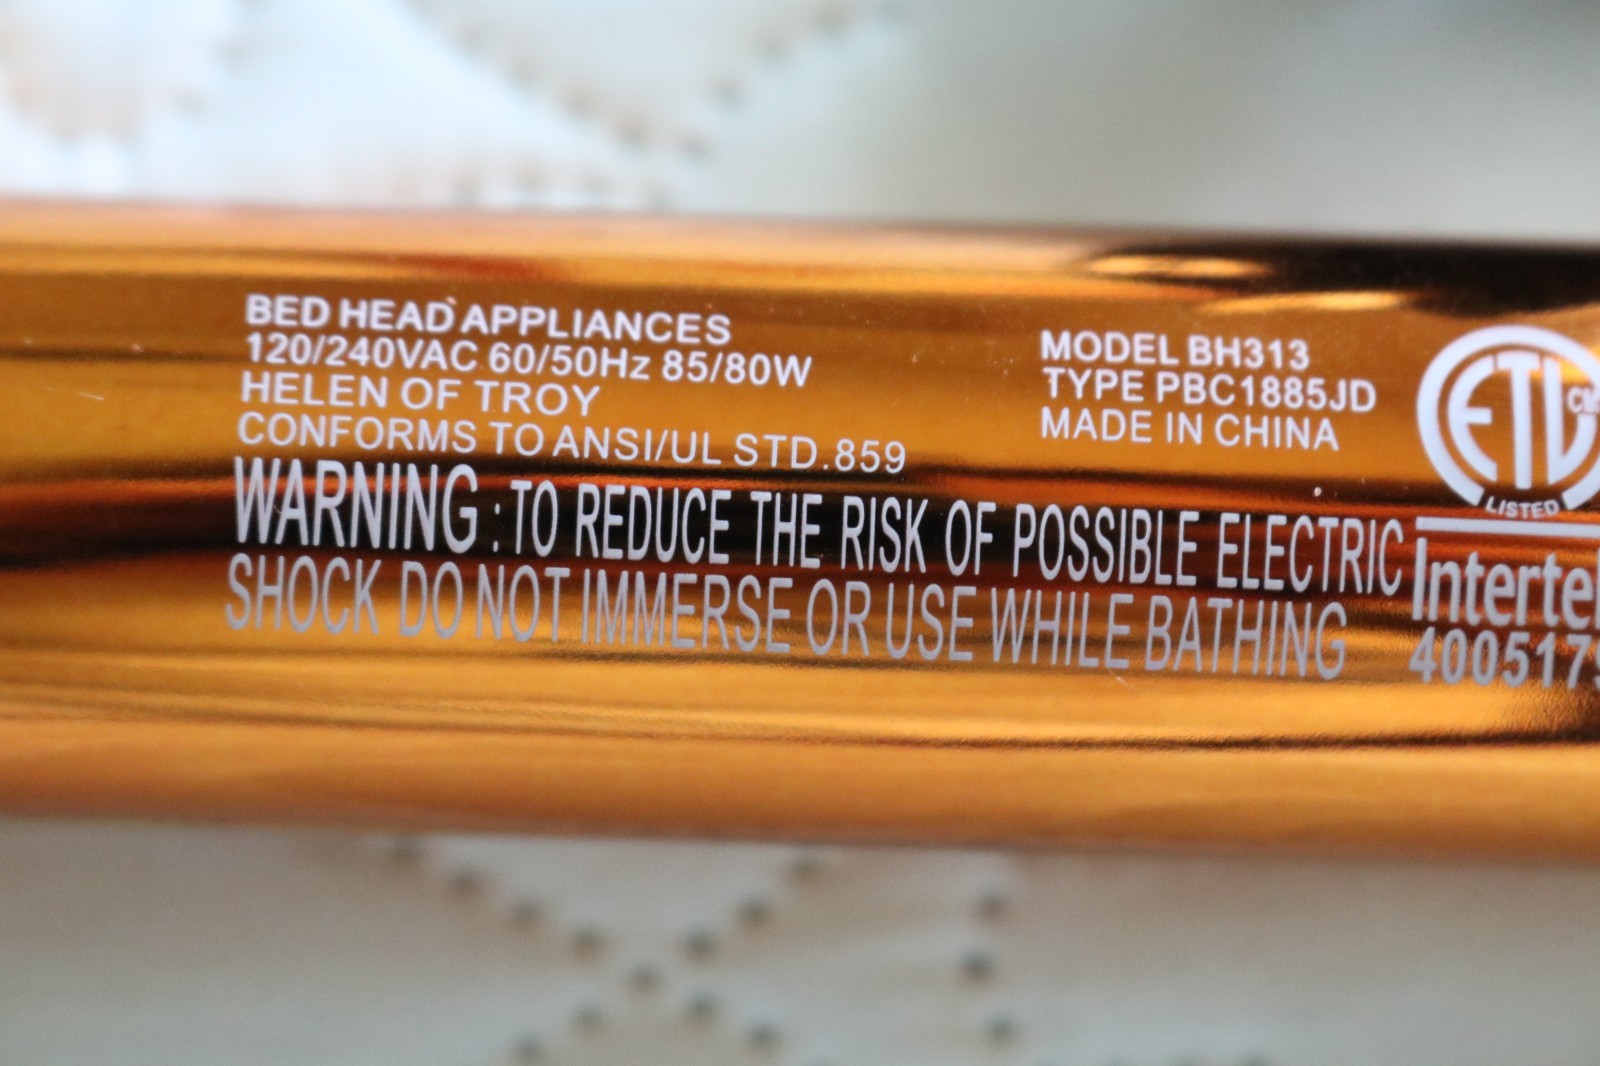 BED HEAD APPLIANCES
120/240VAC 60/50Hz 85/80W
HELEN OF TROY
CONFORMS TO ANSI/UL STD.859
MODEL BH313
TYPE PBC1885JD
MADE IN CHINA
WARNING : TO REDUCE THE RISK OF POSSIBLE ELECTRIC
SHOCK DO NOT IMMERSE OR USE WHILE BATHING
ETL
LISTED